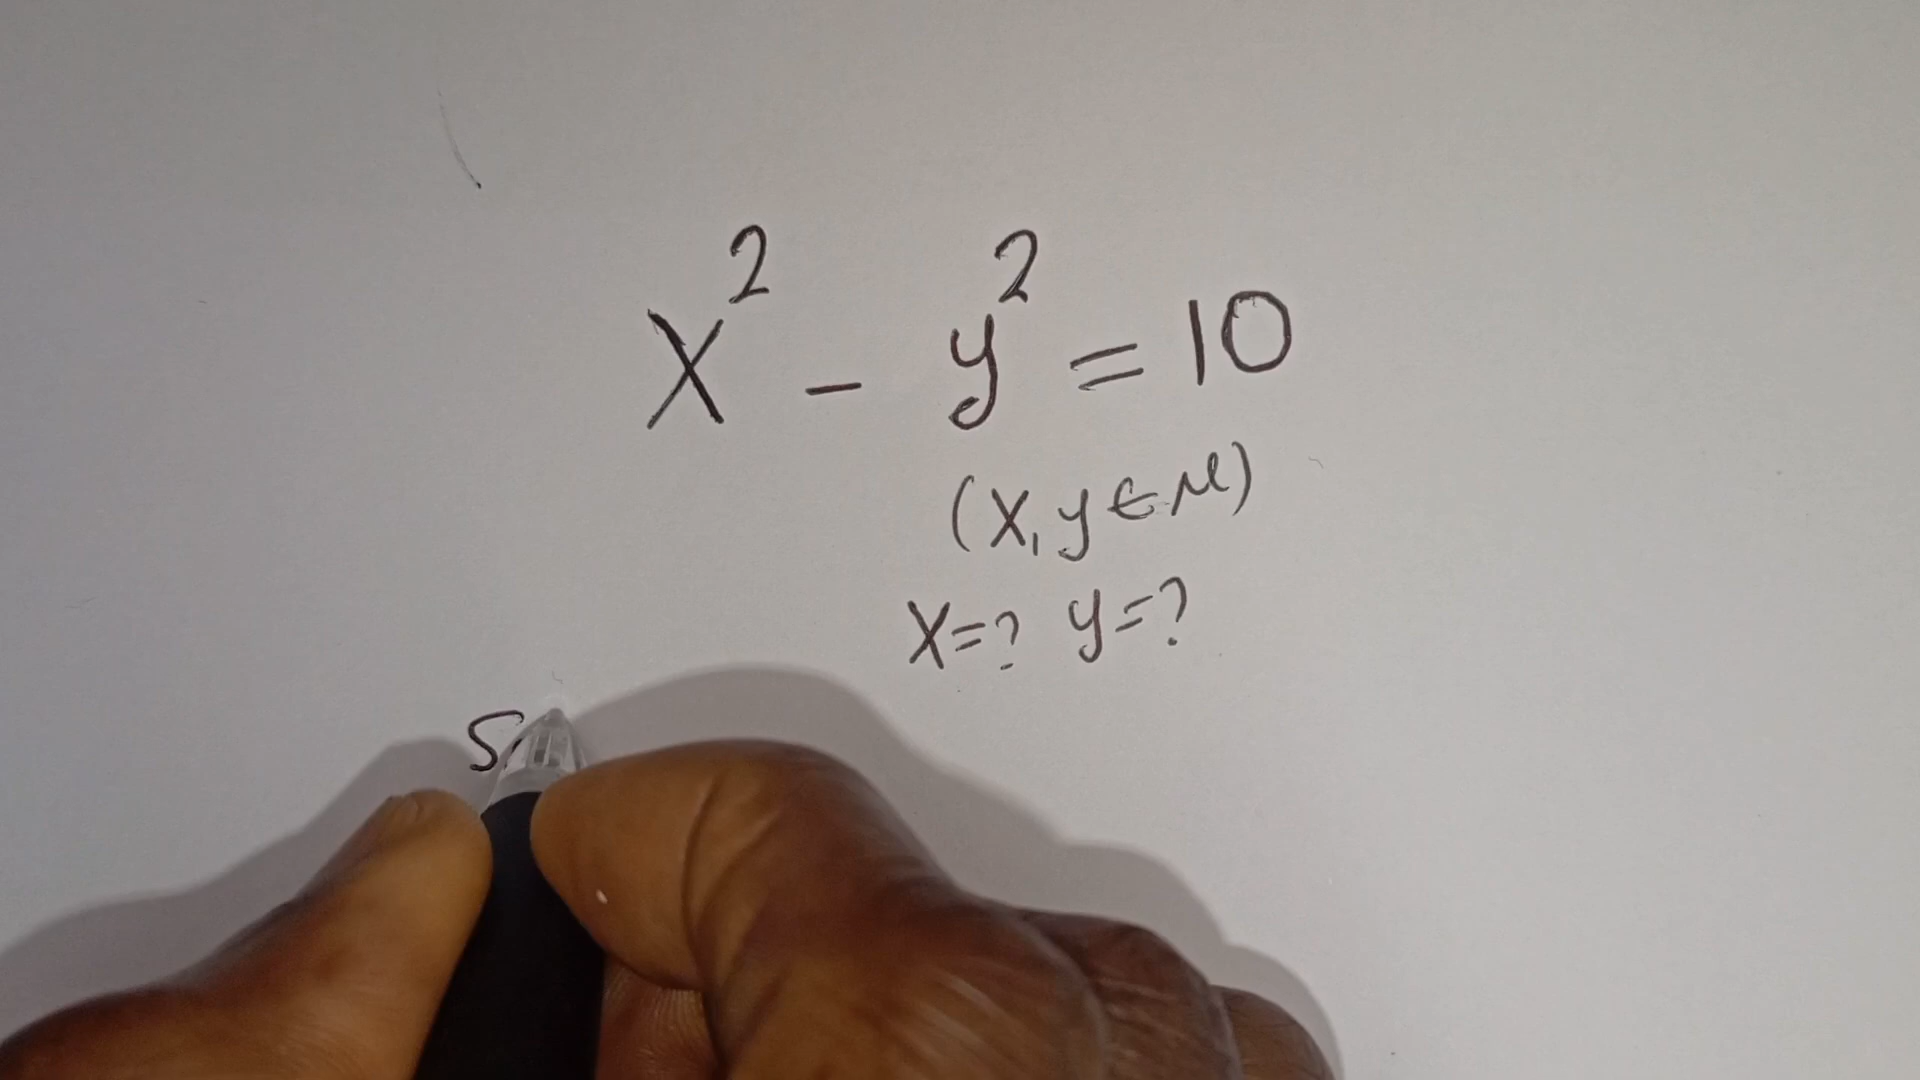 x² - y² = 10
(x, y ∈ N)
x=? y=?
S